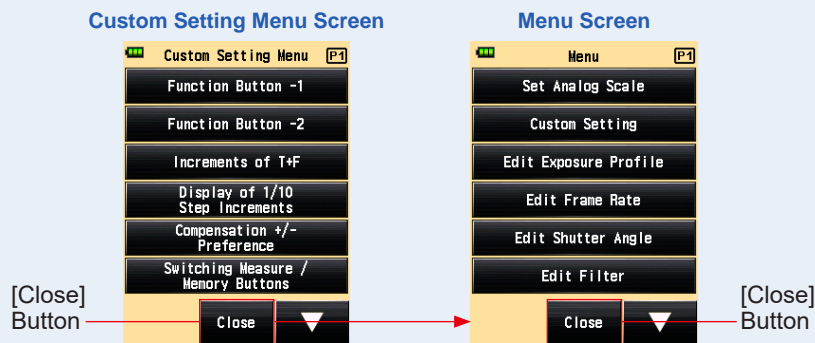 Custom Setting Menu Screen
Custom Setting Menu P1
Function Button -1
Function Button -2
Increments of T+F
Display of 1/10
Step Increments
Compensation +/-
Preference
Switching Measure /
Memory Buttons
Close
[Close]
Button
Menu Screen
Menu P1
Set Analog Scale
Custom Setting
Edit Exposure Profile
Edit Frame Rate
Edit Shutter Angle
Edit Filter
Close
[Close]
Button